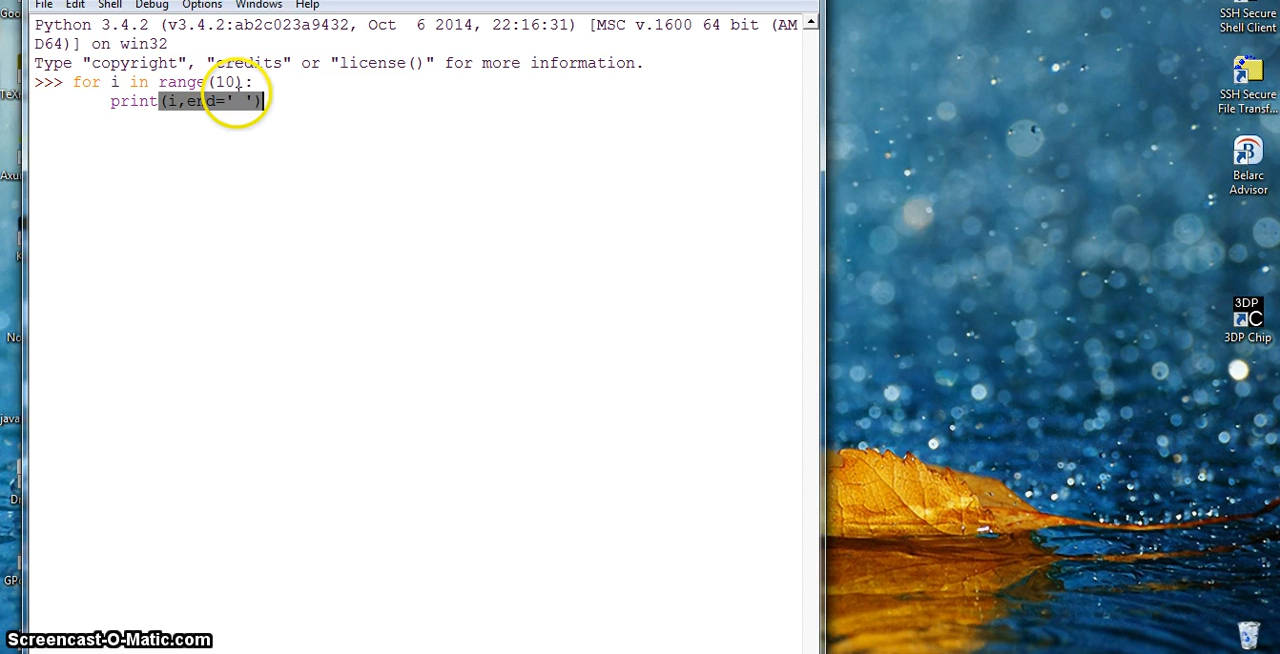 File Edit Shell Debug Options Windows Help
Python 3.4.2 (v3.4.2:ab2c023a9432, Oct  6 2014, 22:16:31) [MSC v.1600 64 bit (AM
D64)] on win32
Type "copyright", "credits" or "license()" for more information.
>>> for i in range(10):
        print(i,end=' ')
SSH Secure
Shell Client
SSH Secure
File Transf...
Belarc
Advisor
3DP
C
3DP Chip
Screencast-O-Matic.com